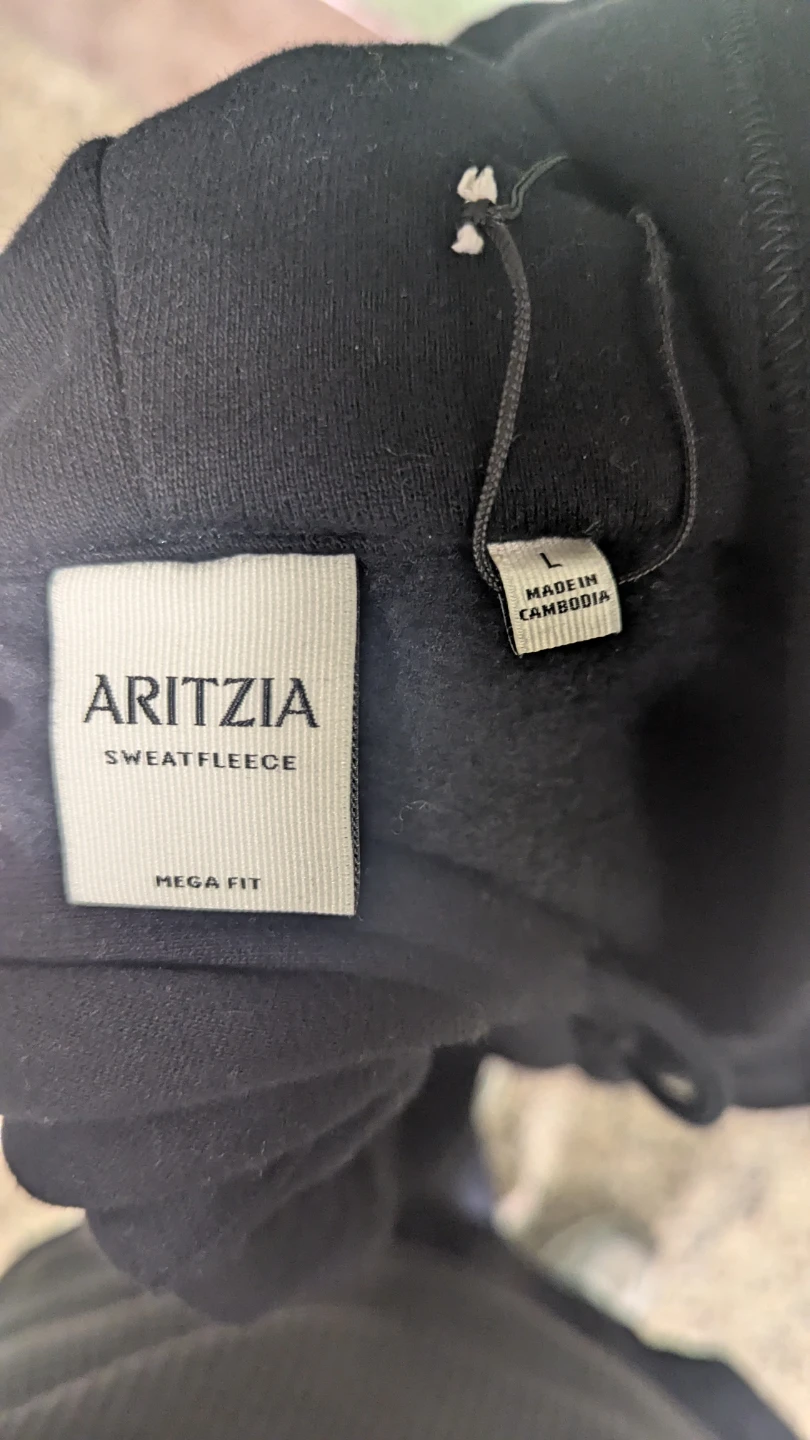 ARITZIA
SWEATFLEECE
MEGA FIT
L
MADE IN
CAMBODIA